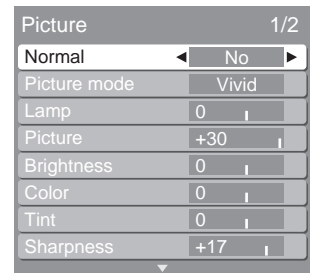 Picture 1/2
Normal No
Picture mode Vivid
Lamp 0
Picture +30
Brightness 0
Color 0
Tint 0
Sharpness +17